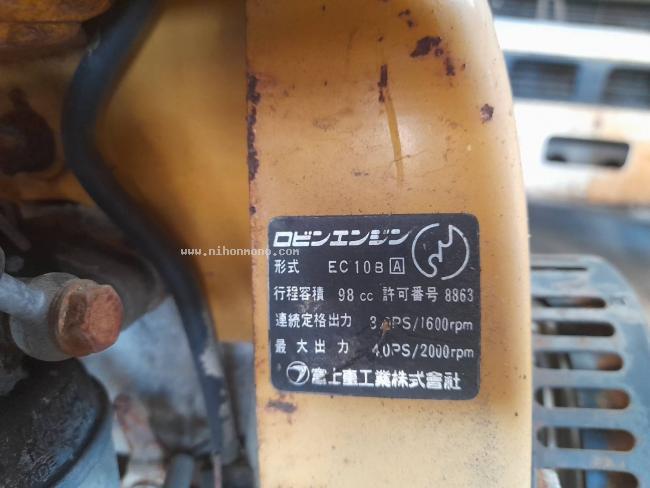 ロビンエンジン
形式 EC10B A
行程容積 98cc 許可番号 8863
連続定格出力 PS/1600rpm
最大出力 4.0PS/2000rpm
富士重工業株式會社
www.nihonmono.com